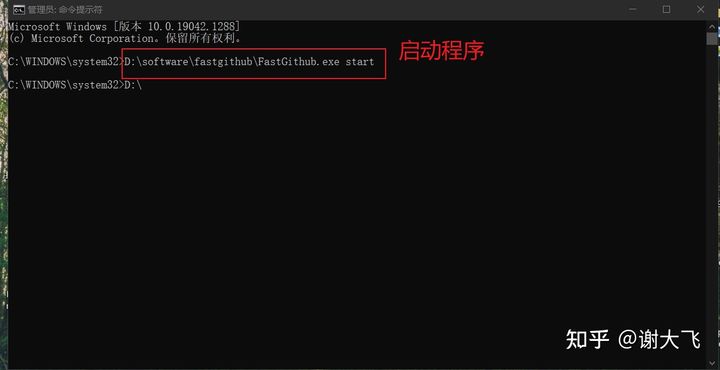 管理员: 命令提示符
Microsoft Windows [版本 10.0.19042.1288]
(c) Microsoft Corporation。保留所有权利。
C:\WINDOWS\system32>D:\software\fastgithub\FastGithub.exe start
启动程序
C:\WINDOWS\system32>D:\
知乎 @谢大飞